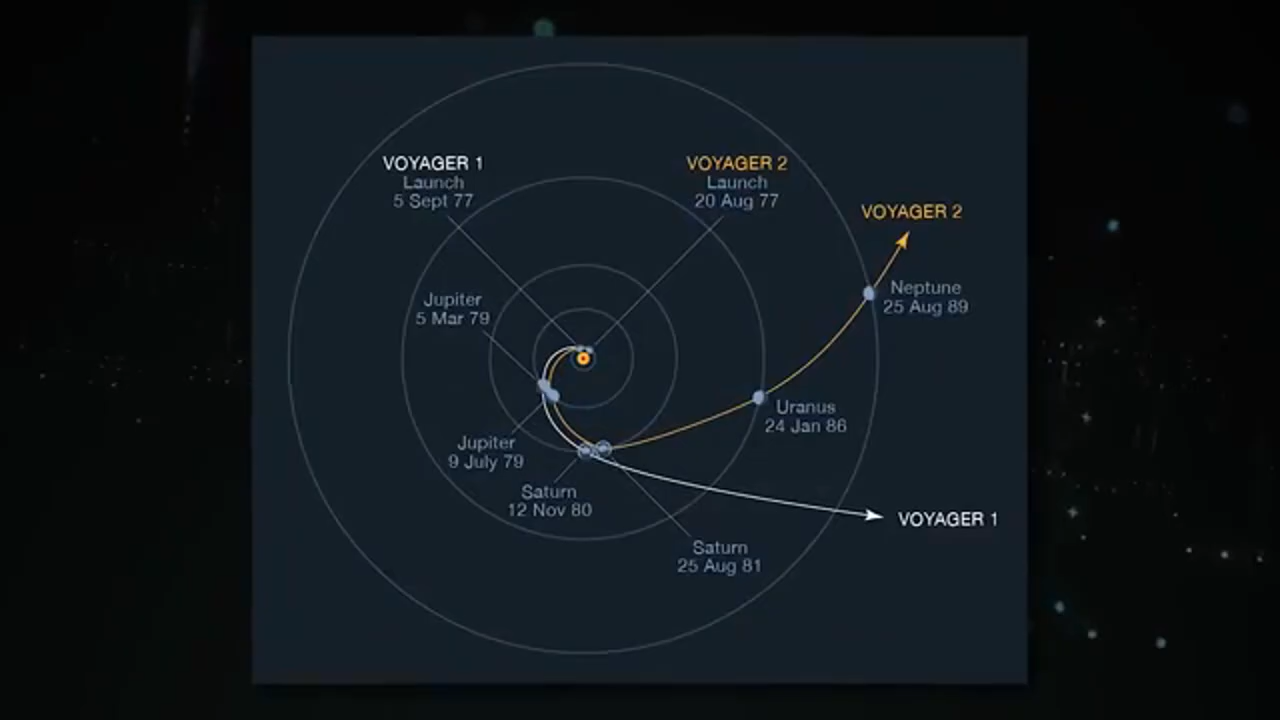 VOYAGER 1
Launch
5 Sept 77
VOYAGER 2
Launch
20 Aug 77
VOYAGER 2
Neptune
25 Aug 89
Jupiter
5 Mar 79
Uranus
24 Jan 86
Jupiter
9 July 79
Saturn
12 Nov 80
VOYAGER 1
Saturn
25 Aug 81